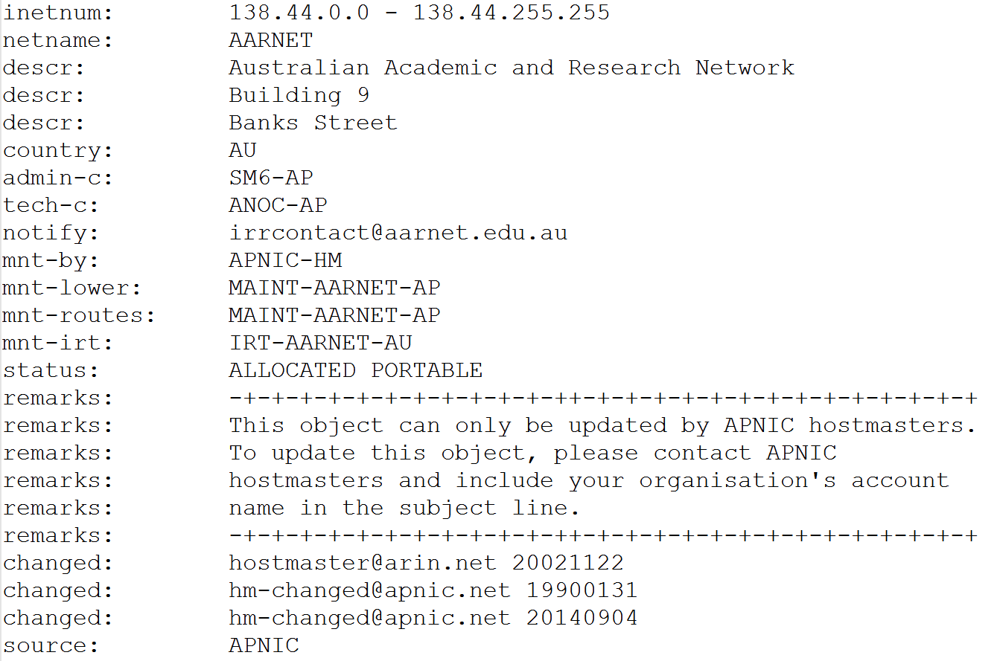 inetnum: 138.44.0.0 - 138.44.255.255
netname: AARNET
descr: Australian Academic and Research Network
descr: Building 9
descr: Banks Street
country: AU
admin-c: SM6-AP
tech-c: ANOC-AP
notify: irrcontact@aarnet.edu.au
mnt-by: APNIC-HM
mnt-lower: MAINT-AARNET-AP
mnt-routes: MAINT-AARNET-AP
mnt-irt: IRT-AARNET-AU
status: ALLOCATED PORTABLE
remarks: -+-+-+-+-+-+-+-+-+-+-+-++-+-+-+-+-+-+-+-+-+-+-+-+-+-+
remarks: This object can only be updated by APNIC hostmasters.
remarks: To update this object, please contact APNIC
remarks: hostmasters and include your organisation's account
remarks: name in the subject line.
remarks: -+-+-+-+-+-+-+-+-+-+-+-++-+-+-+-+-+-+-+-+-+-+-+-+-+-+
changed: hostmaster@arin.net 20021122
changed: hm-changed@apnic.net 19900131
changed: hm-changed@apnic.net 20140904
source: APNIC